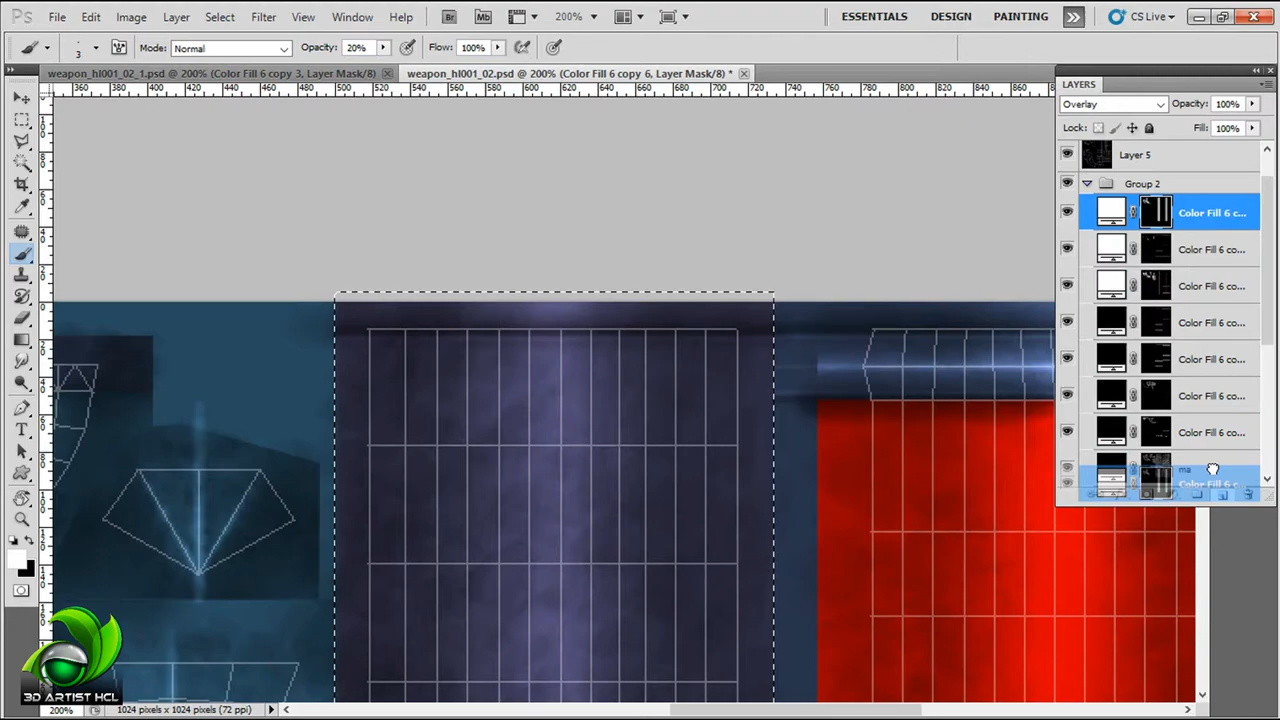 Ps File Edit Image Layer Select Filter View Window Help Br Mb 200% ESSENTIALS DESIGN PAINTING CS Live
3 Mode: Normal Opacity: 20% Flow: 100%
weapon_hl001_02_1.psd @ 200% (Color Fill 6 copy 3, Layer Mask/8) weapon_hl001_02.psd @ 200% (Color Fill 6 copy 6, Layer Mask/8) *
360 380 400 420 440 460 480 500 520 540 560 580 600 620 640 660 680 700 720 740 760 780 800 820 840 860
LAYERS
Overlay Opacity: 100%
Lock: Fill: 100%
Layer 5
Group 2
Color Fill 6 c...
Color Fill 6 co...
Color Fill 6 co...
Color Fill 6 co...
Color Fill 6 co...
Color Fill 6 co...
Color Fill 6 co...
ma
Color Fill 6 c...
3D ARTIST HCL
200% 1024 pixels x 1024 pixels (72 ppi)